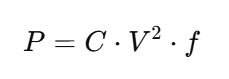 P = C · V² · f